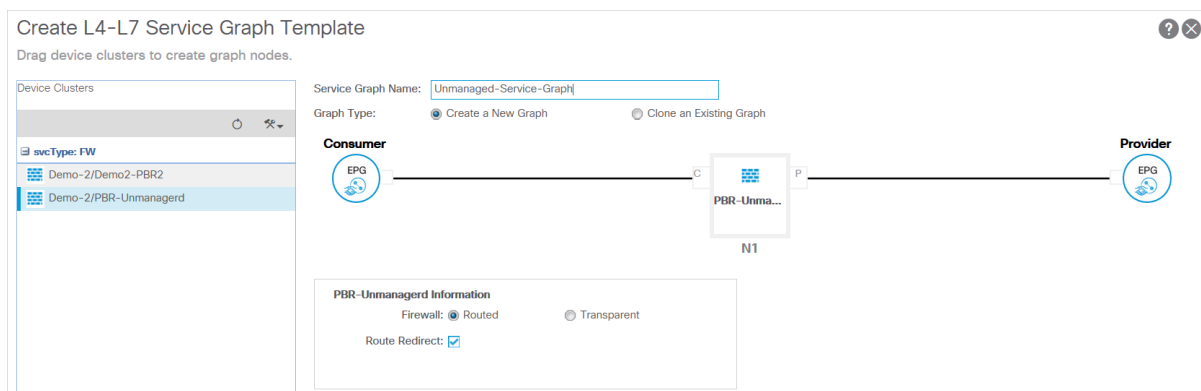 Create L4-L7 Service Graph Template
Drag device clusters to create graph nodes.
Device Clusters
Service Graph Name: Unmanaged-Service-Graph
Graph Type: Create a New Graph Clone an Existing Graph
svcType: FW
Demo-2/Demo2-PBR2
Demo-2/PBR-Unmanagerd
Consumer
EPG
C
PBR-Unma...
P
N1
Provider
EPG
PBR-Unmanagerd Information
Firewall: Routed Transparent
Route Redirect: